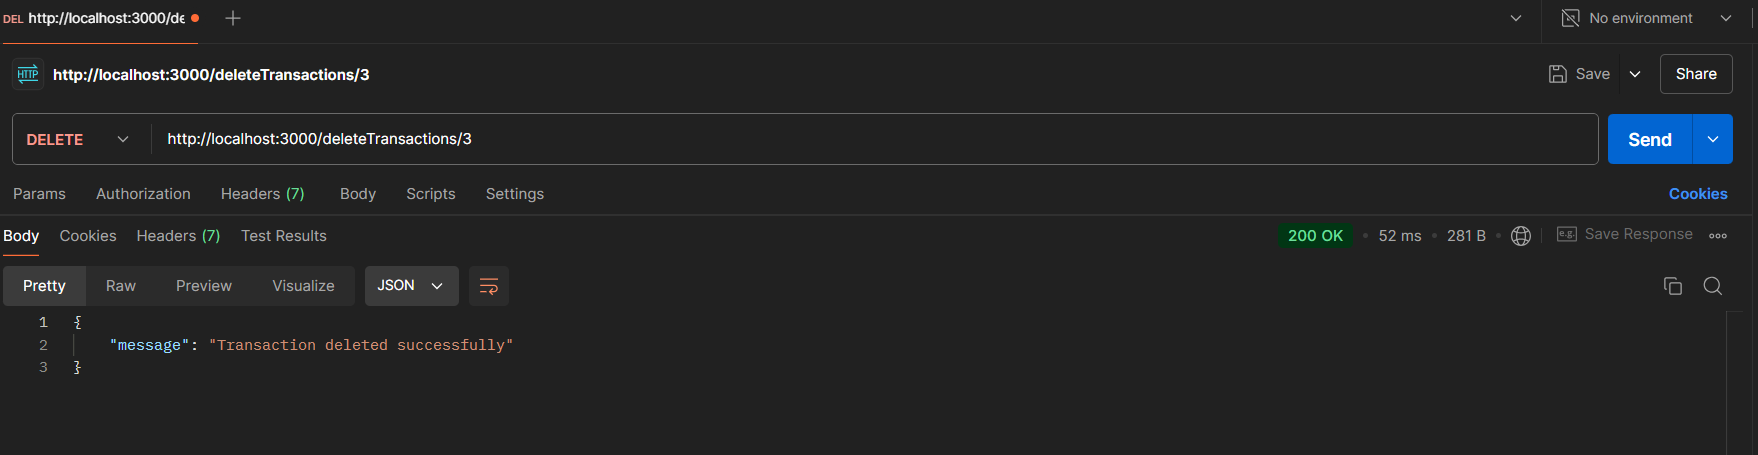 DEL http://localhost:3000/de No environment
HTTP http://localhost:3000/deleteTransactions/3 Save Share
DELETE http://localhost:3000/deleteTransactions/3 Send
Params Authorization Headers (7) Body Scripts Settings Cookies
Body Cookies Headers (7) Test Results 200 OK 52 ms 281 B e.g. Save Response
Pretty Raw Preview Visualize JSON
1 {
2 "message": "Transaction deleted successfully"
3 }